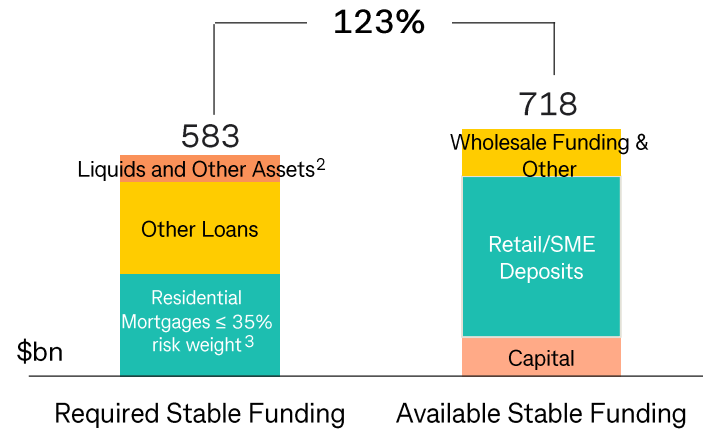 123%
583
718
Liquids and Other Assets²
Other Loans
Residential
Mortgages ≤ 35%
risk weight³
Wholesale Funding &
Other
Retail/SME
Deposits
Capital
$bn
Required Stable Funding
Available Stable Funding